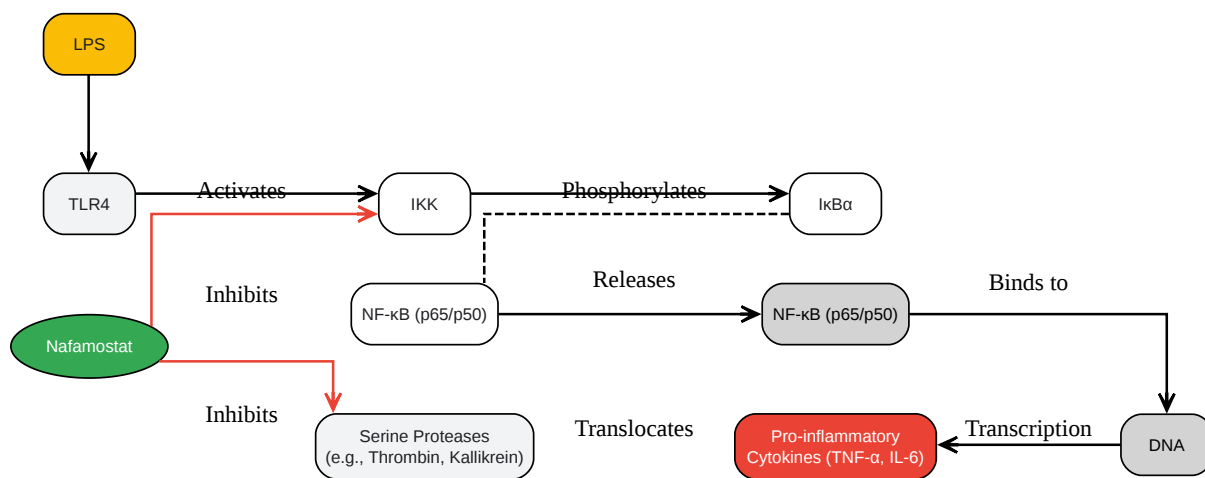 LPS
TLR4
Activates
IKK
Phosphorylates
IκBα
Inhibits
NF-κB (p65/p50)
Releases
NF-κB (p65/p50)
Binds to
Nafamostat
Inhibits
Serine Proteases
(e.g., Thrombin, Kallikrein)
Translocates
Pro-inflammatory
Cytokines (TNF-α, IL-6)
Transcription
DNA